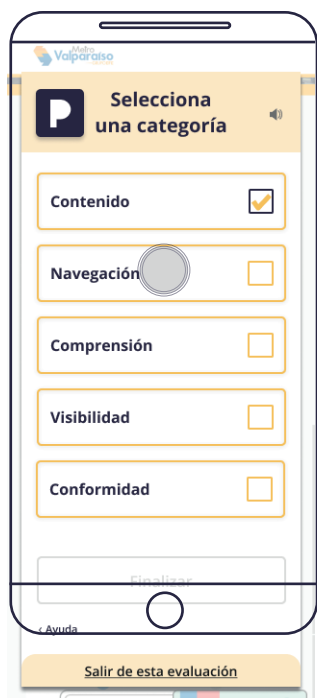 Metro
Valparaíso
P
Selecciona
una categoría
Contenido
Navegación
Comprensión
Visibilidad
Conformidad
Finalizar
‹ Ayuda
Salir de esta evaluación